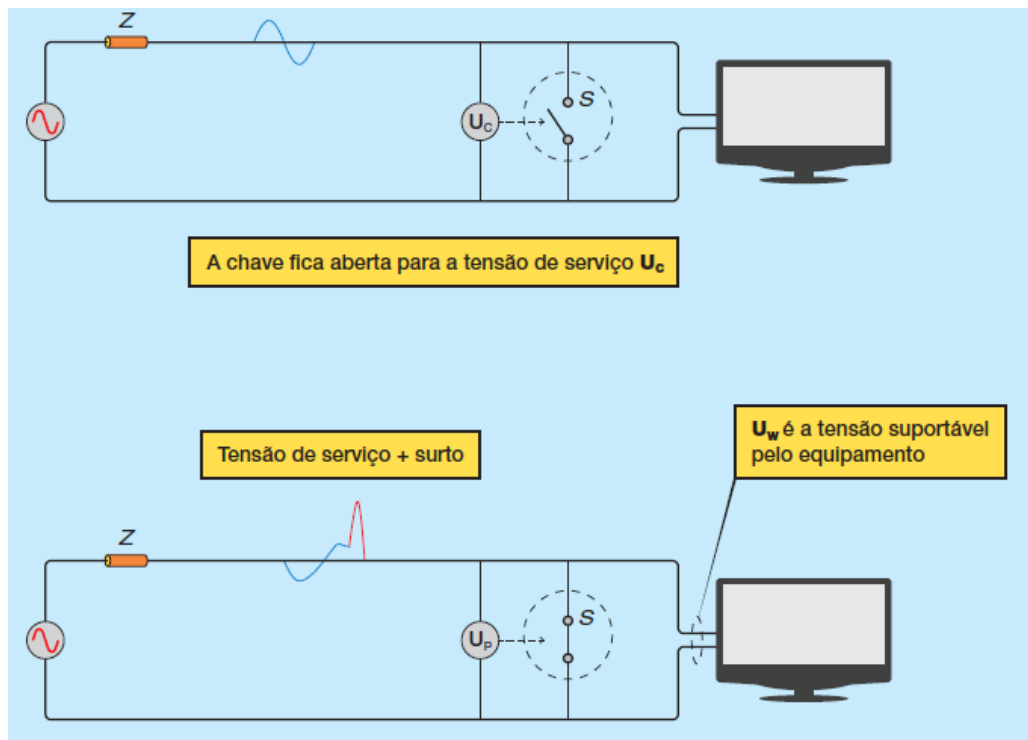 Z
S
Uc
A chave fica aberta para a tensão de serviço Uc
Tensão de serviço + surto
Uw é a tensão suportável
pelo equipamento
Z
S
UP